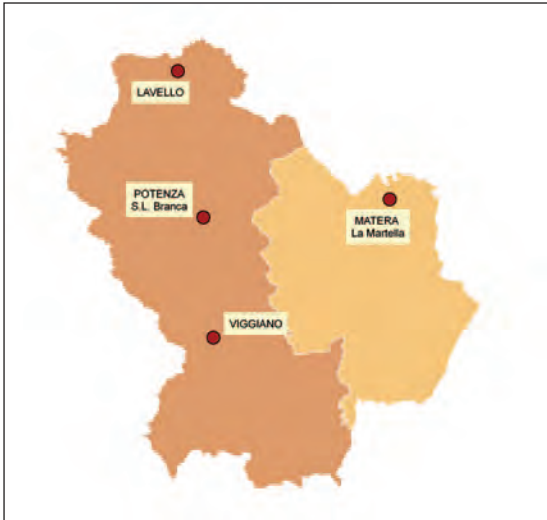 LAVELLO
POTENZA
S.L. Branca
MATERA
La Martella
VIGGIANO